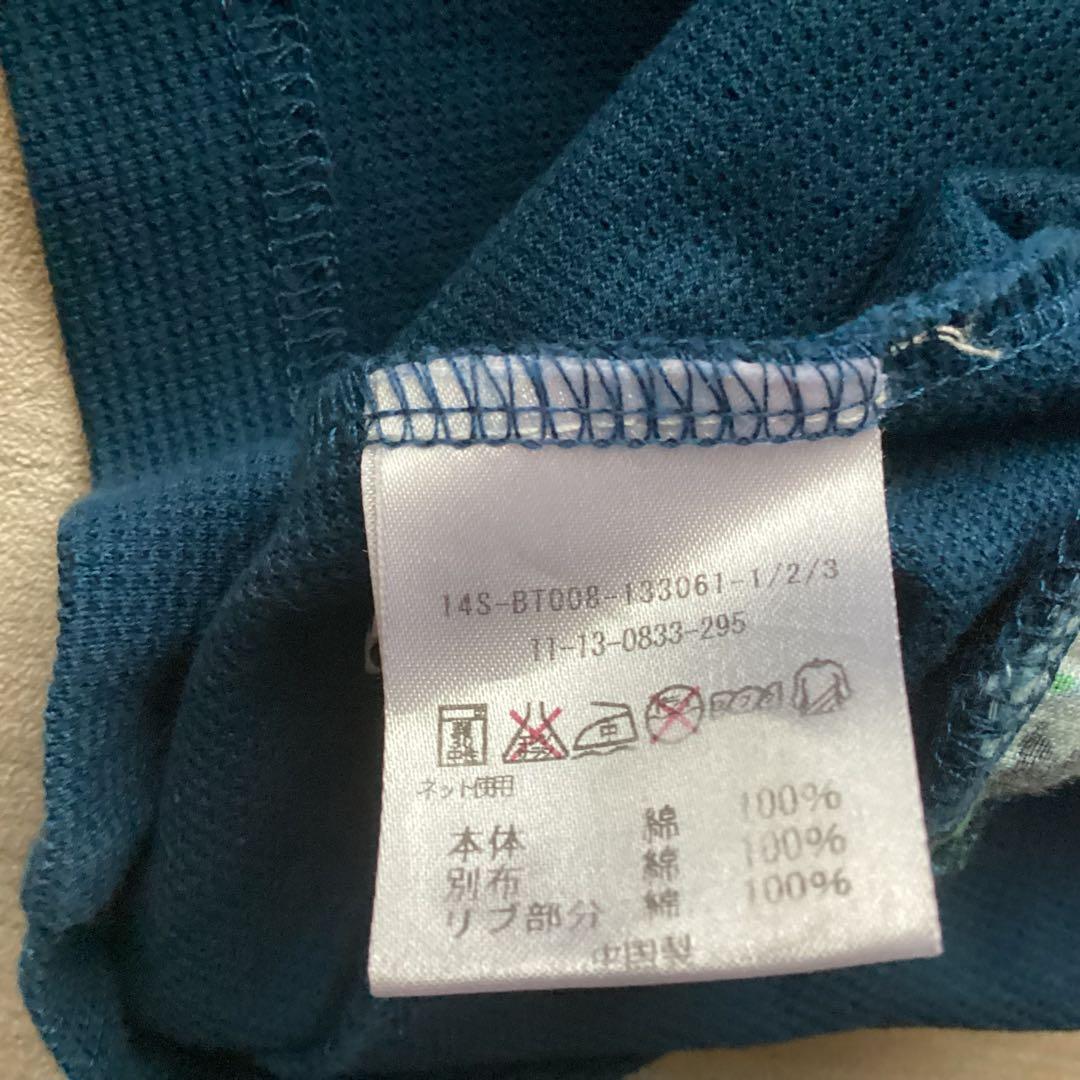 14S-BT008-133061-1/2/3
11-13-0833-295
中
ネット使用
本体 綿 100%
別布 綿 100%
リブ部分 綿 100%
中国製